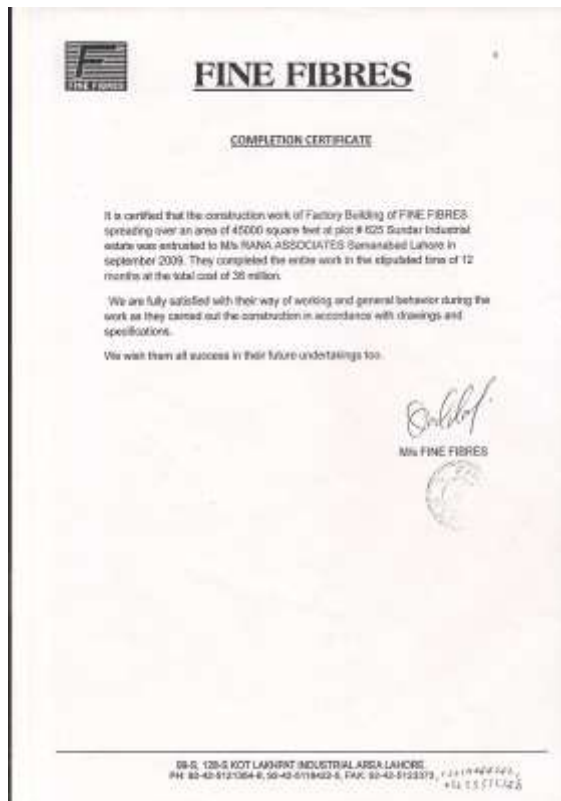 FINE FIBRES
FINE FIBRES
COMPLETION CERTIFICATE
It is certified that the construction work of Factory Building of FINE FIBRES
spreading over an area of 45000 square feet at plot # 625 Sundar Industrial
estate was entrusted to M/s RANA ASSOCIATES Samanabad Lahore in
september 2009. They completed the entire work in the stipulated time of 12
months at the total cost of 36 million.
We are fully satisfied with their way of working and general behavior during the
work as they carried out the construction in accordance with drawings and
specifications.
We wish them all success in their future undertakings too.
M/s FINE FIBRES
KOT LAKHPAT INDUSTRIAL AREA LAHORE.
PH: FAX: